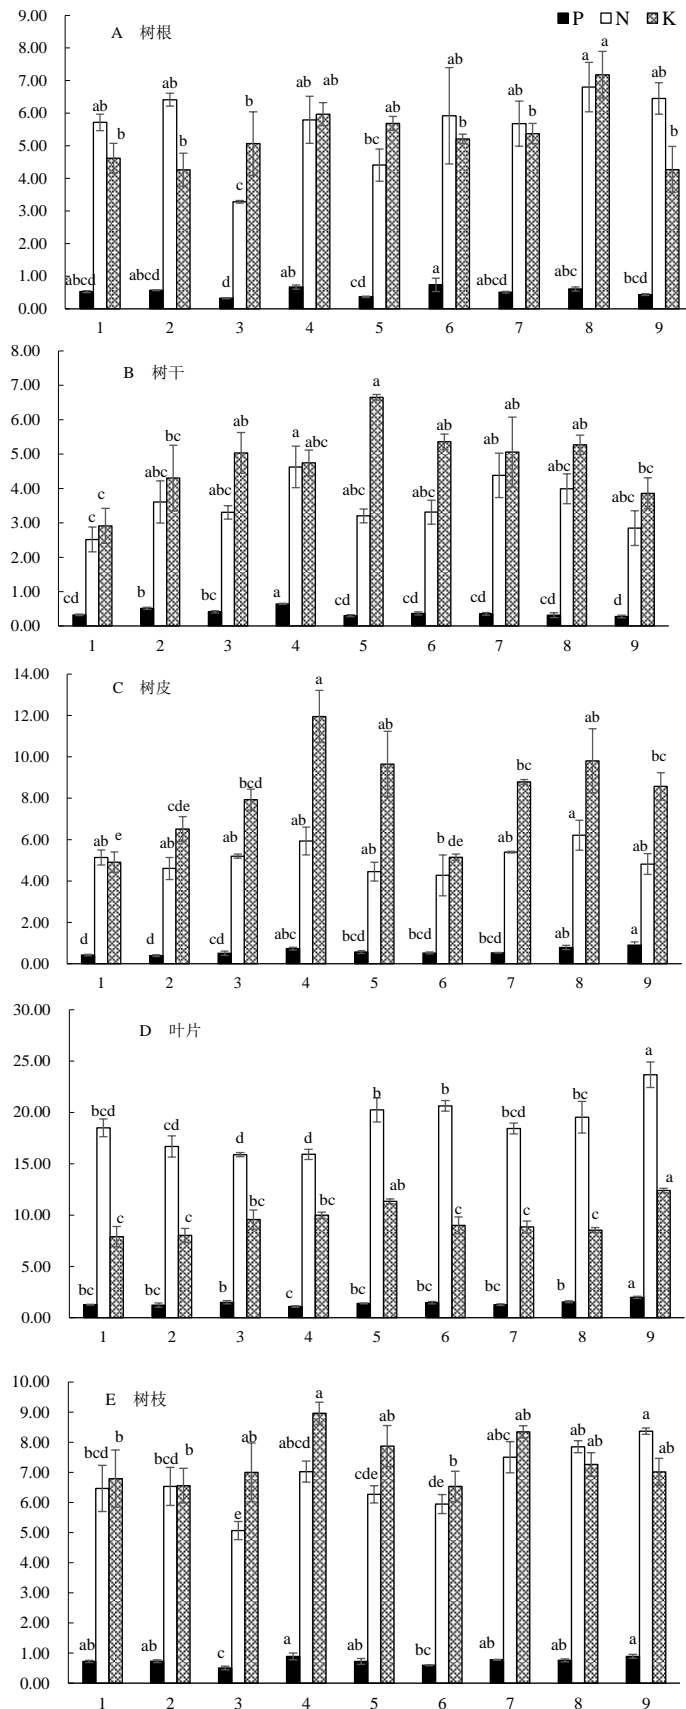 9.00
P N K
A 树根
8.00
7.00
6.00
5.00
4.00
3.00
2.00
1.00
0.00
ab ab b ab ab ab ab a a ab
b b c bc b b b
abcd abcd d ab cd a abcd abc bcd
1 2 3 4 5 6 7 8 9
8.00
B 树干
7.00
6.00
5.00
4.00
3.00
2.00
1.00
0.00
c c abc bc abc ab a abc abc a abc ab ab ab abc ab abc bc
cd b bc a cd cd cd cd d
1 2 3 4 5 6 7 8 9
14.00
C 树皮
12.00
10.00
8.00
6.00
4.00
2.00
0.00
ab e ab cde ab bcd ab a ab ab b de ab bc a ab ab bc
d d cd abc bcd bcd bcd ab a
1 2 3 4 5 6 7 8 9
30.00
D 叶片
25.00
20.00
15.00
10.00
5.00
0.00
bcd cd d d b b bcd bc a
c c bc c ab c c c a
bc bc b c bc bc bc b a
1 2 3 4 5 6 7 8 9
10.00
E 树枝
9.00
8.00
7.00
6.00
5.00
4.00
3.00
2.00
1.00
0.00
bcd b bcd b e ab abcd a cde ab de b abc ab ab ab a ab
ab ab c a ab bc ab ab a
1 2 3 4 5 6 7 8 9